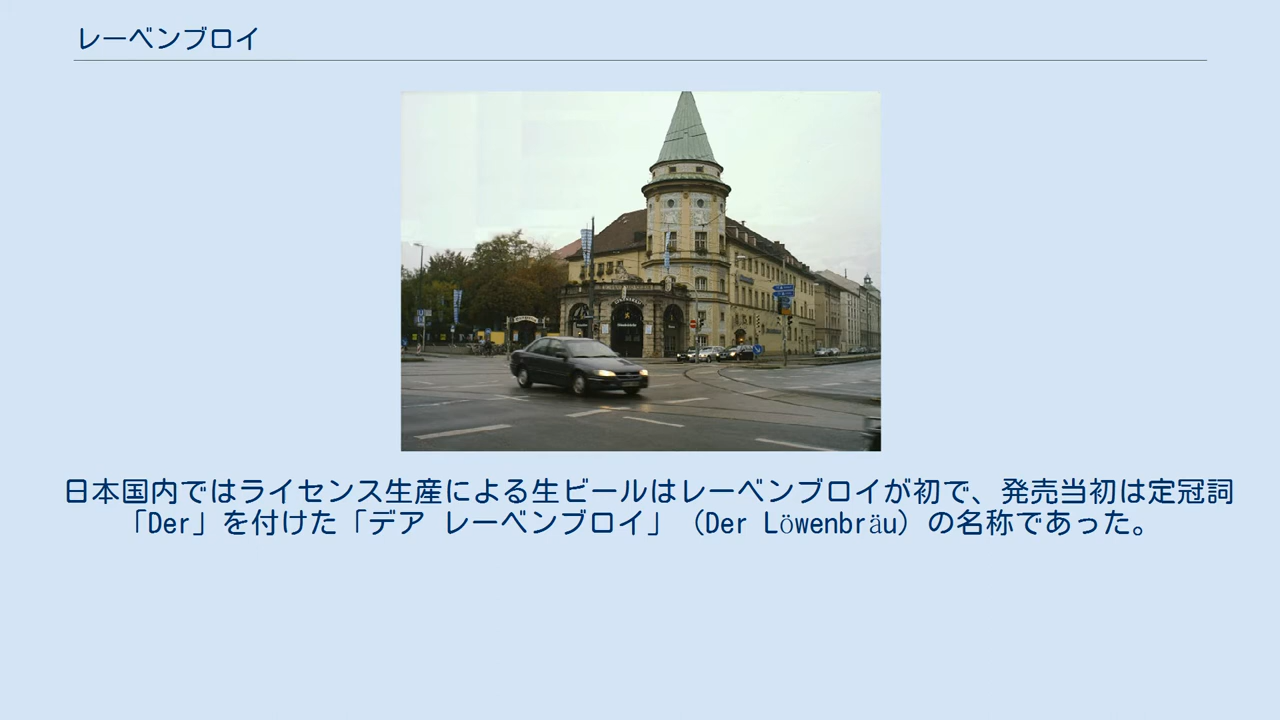 レーベンブロイ
日本国内ではライセンス生産による生ビールはレーベンブロイが初で、発売当初は定冠詞
「Der」を付けた「デア レーベンブロイ」（Der Löwenbräu）の名称であった。